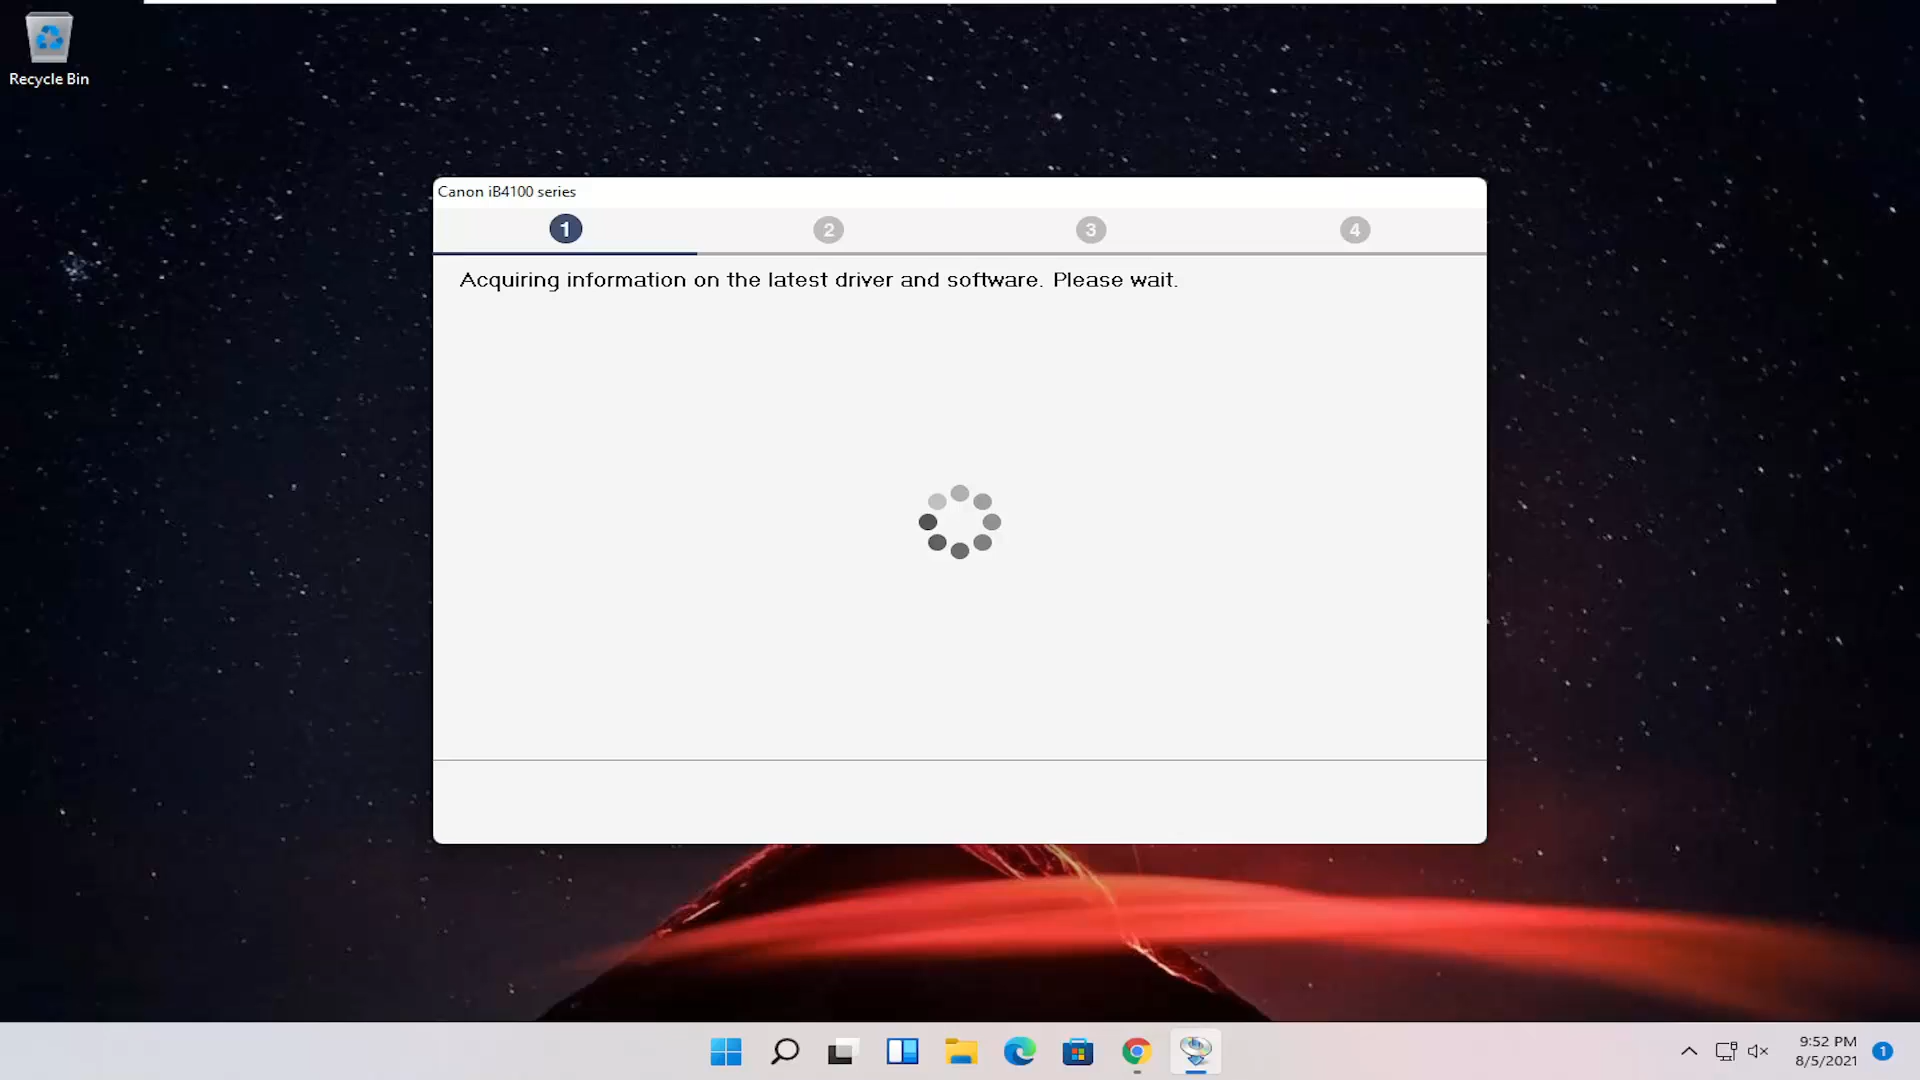 Recycle Bin
Canon iB4100 series
1 2 3 4
Acquiring information on the latest driver and software. Please wait.
9:52 PM
8/5/2021
1